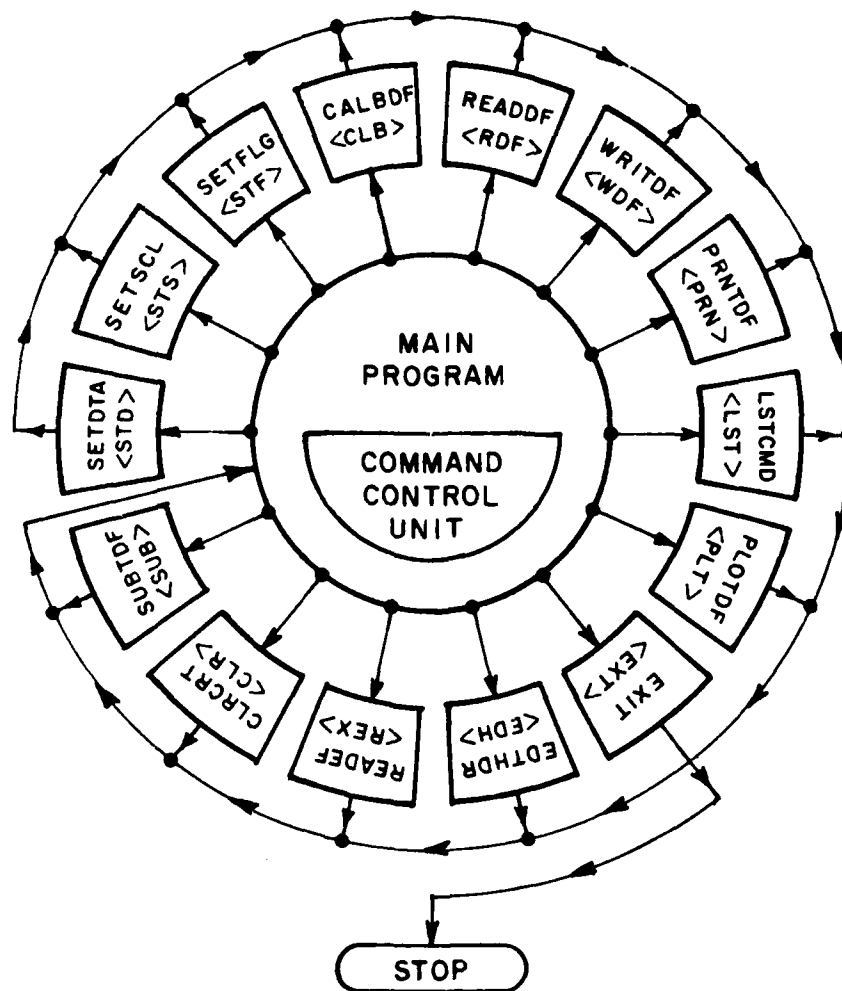 CALBDF
<CLB>
READDF
<RDF>
WRITDF
<WDF>
PRNTDF
<PRN>
LSTCMD
<LST>
PLOTDF
<PLT>
EXIT
<EXT>
EDTHDR
<EDH>
READEF
<REX>
CLRCRT
<CLR>
SUBTDF
<SUB>
SETDTA
<STD>
SETSCL
<STS>
SETFLG
<STF>
MAIN
PROGRAM
COMMAND
CONTROL
UNIT
STOP